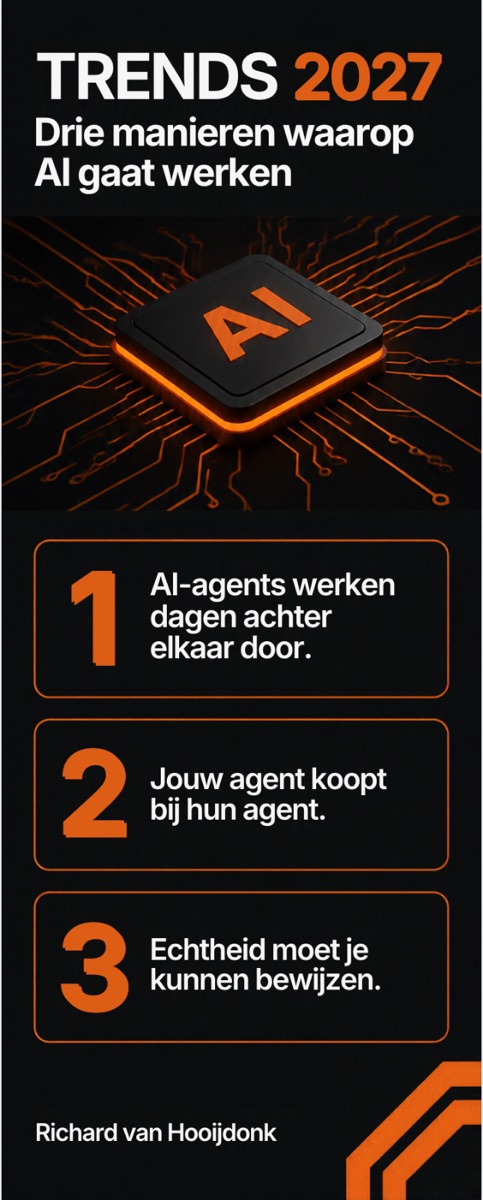 TRENDS 2027
Drie manieren waarop
AI gaat werken
AI
1
AI-agents werken
dagen achter
elkaar door.
2
Jouw agent koopt
bij hun agent.
3
Echtheid moet je
kunnen bewijzen.
Richard van Hooijdonk